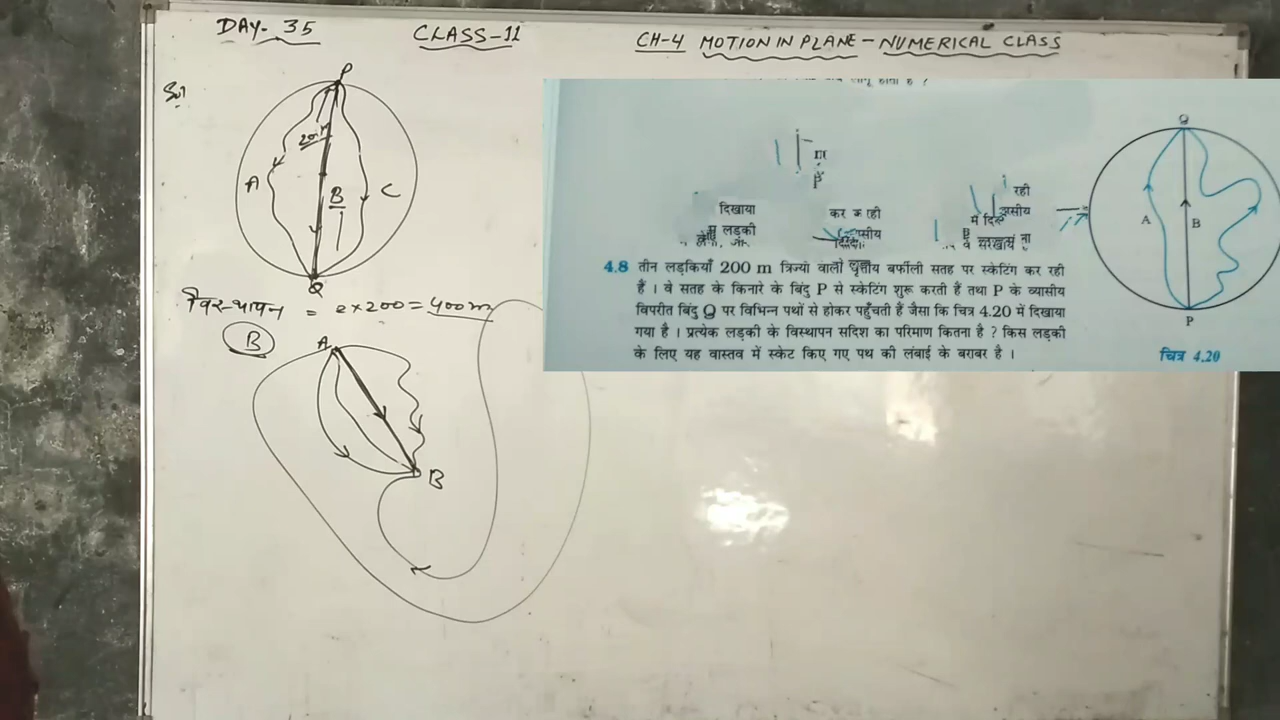 DAY- 35 CLASS-11 CH-4 MOTION IN PLANE - NUMERICAL CLASS
P
A
B
C
Q
विस्थापन = 2×200 = 400m
B
A
B
दिखाया
लड़की
रही
4.8 तीन लड़कियाँ 200 m त्रिज्या वाली वृत्तीय बर्फीली सतह पर स्केटिंग कर रही
हैं । वे सतह के किनारे के बिंदु P से स्केटिंग शुरू करती हैं तथा P के व्यासीय
विपरीत बिंदु Q पर विभिन्न पथों से होकर पहुँचती हैं जैसा कि चित्र 4.20 में दिखाया
गया है । प्रत्येक लड़की के विस्थापन सदिश का परिमाण कितना है ? किस लड़की
के लिए यह वास्तव में स्केट किए गए पथ की लंबाई के बराबर है ।
Q
A
B
P
चित्र 4.20